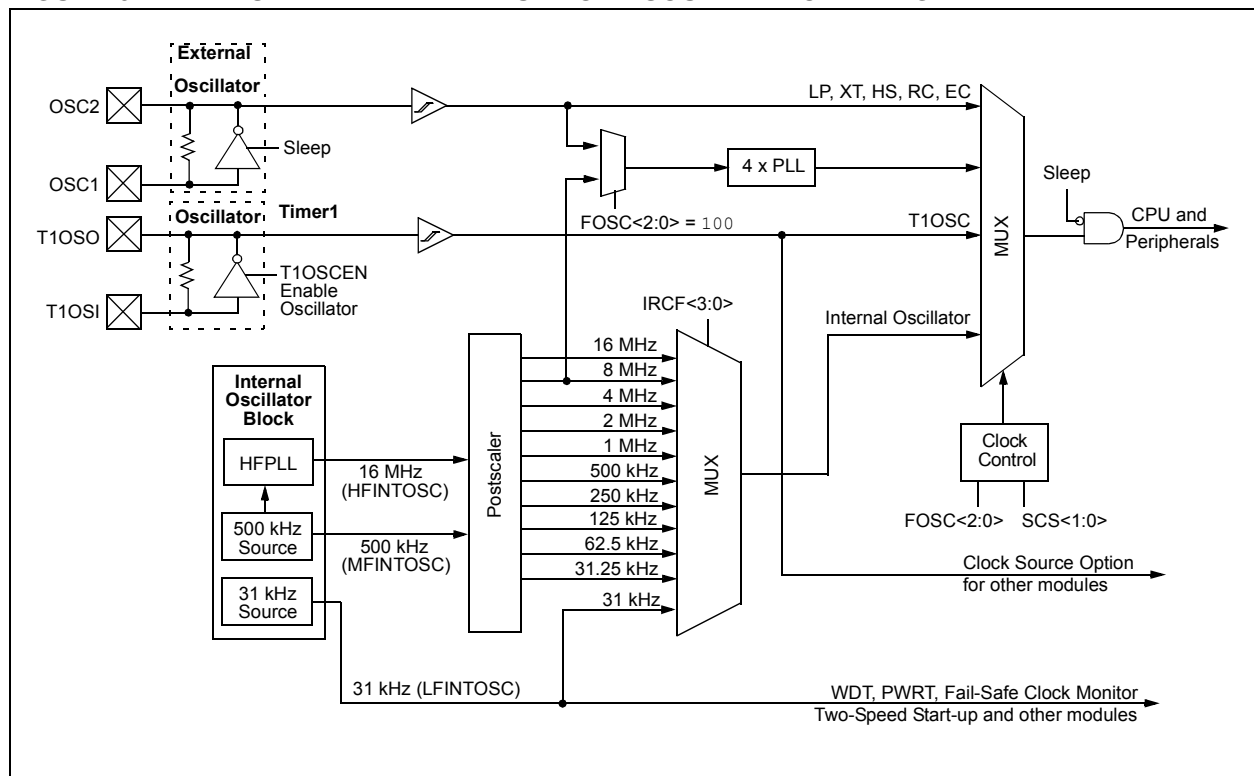 External
Oscillator
OSC2
Sleep
OSC1
LP, XT, HS, RC, EC
4 x PLL
FOSC<2:0> = 100
Sleep
MUX
CPU and
Peripherals
Oscillator
Timer1
T1OSO
T1OSC
T1OSCEN
Enable
Oscillator
T1OSI
IRCF<3:0>
Internal Oscillator
Internal
Oscillator
Block
HFPLL
16 MHz
(HFINTOSC)
500 kHz
Source
500 kHz
(MFINTOSC)
31 kHz
Source
Postscaler
16 MHz
8 MHz
4 MHz
2 MHz
1 MHz
500 kHz
250 kHz
125 kHz
62.5 kHz
31.25 kHz
31 kHz
MUX
Clock
Control
FOSC<2:0>
SCS<1:0>
Clock Source Option
for other modules
31 kHz (LFINTOSC)
WDT, PWRT, Fail-Safe Clock Monitor
Two-Speed Start-up and other modules